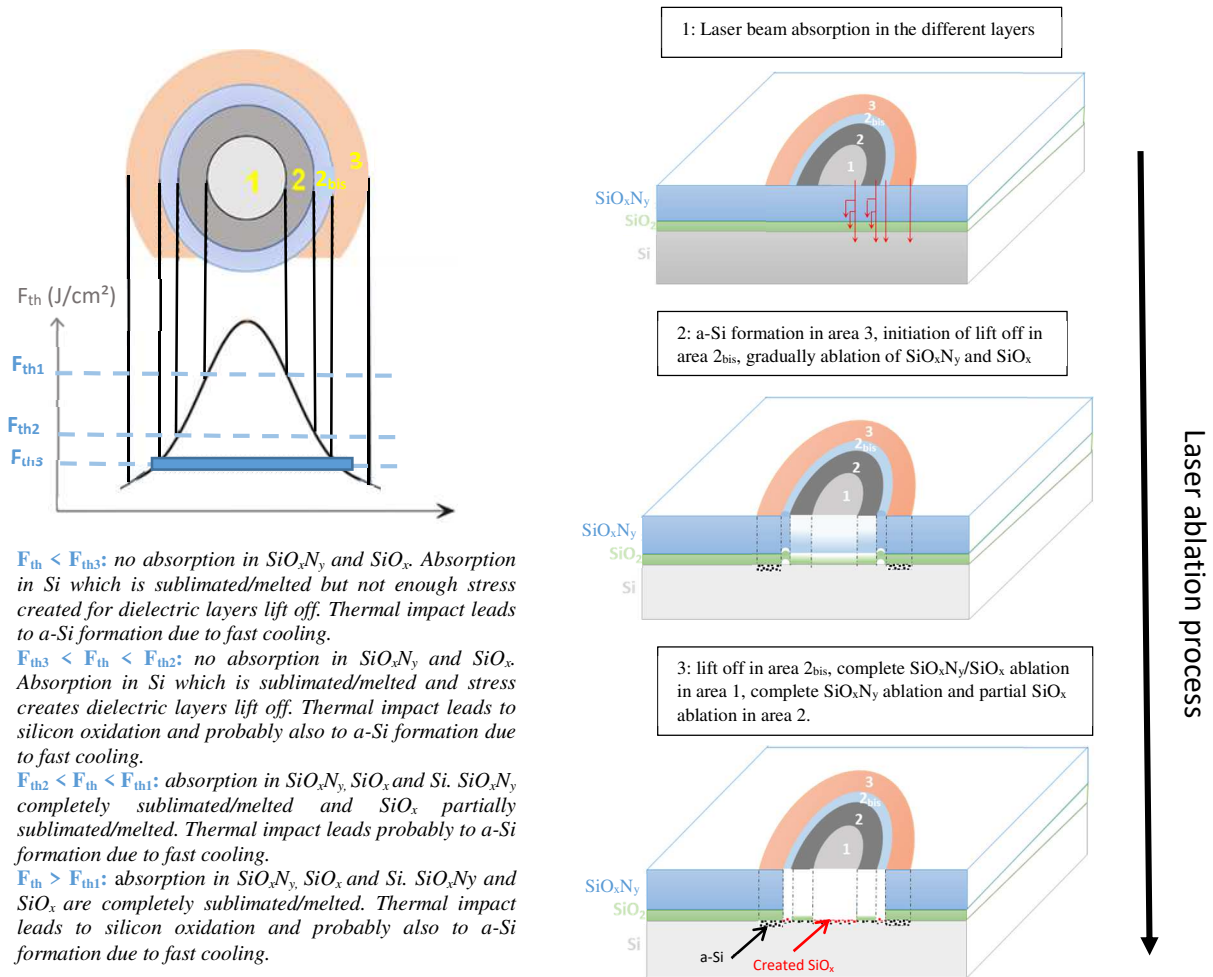 1
2
2bis
3
Fth (J/cm²)
Fth1
Fth2
Fth3
Fth < Fth3: no absorption in SiOxNy and SiOx. Absorption
in Si which is sublimated/melted but not enough stress
created for dielectric layers lift off. Thermal impact leads
to a-Si formation due to fast cooling.
Fth3 < Fth < Fth2: no absorption in SiOxNy and SiOx.
Absorption in Si which is sublimated/melted and stress
creates dielectric layers lift off. Thermal impact leads to
silicon oxidation and probably also to a-Si formation due
to fast cooling.
Fth2 < Fth < Fth1: absorption in SiOxNy, SiOx and Si. SiOxNy
completely sublimated/melted and SiOx partially
sublimated/melted. Thermal impact leads probably to a-Si
formation due to fast cooling.
Fth > Fth1: absorption in SiOxNy, SiOx and Si. SiOxNy and
SiOx are completely sublimated/melted. Thermal impact
leads to silicon oxidation and probably also to a-Si
formation due to fast cooling.
1: Laser beam absorption in the different layers
3
2bis
2
1
SiOxNy
SiO2
Si
2: a-Si formation in area 3, initiation of lift off in
area 2bis, gradually ablation of SiOxNy and SiOx
3
2bis
2
1
SiOxNy
SiO2
Si
3: lift off in area 2bis, complete SiOxNy/SiOx ablation
in area 1, complete SiOxNy ablation and partial SiOx
ablation in area 2.
3
2bis
2
1
SiOxNy
SiO2
Si
a-Si
Created SiOx
Laser ablation process